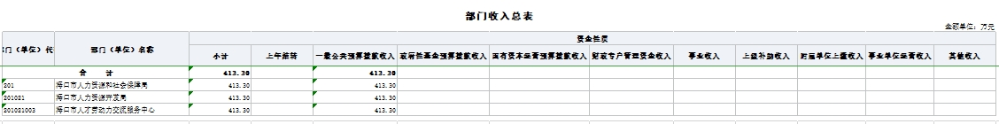 部门收入总表
金额单位：万元
部门（单位）代 部门（单位）名称 资金性质
小计 上年结转 一般公共预算拨款收入 政府性基金预算拨款收入 国有资本经营预算拨款收入 财政专户管理资金收入 事业收入 上级补助收入 附属单位上缴收入 事业单位经营收入 其他收入
合 计 413.30 413.30
201 海口市人力资源和社会保障局 413.30 413.30
201021 海口市人力资源开发局 413.30 413.30
201021003 海口市人才劳动力交流服务中心 413.30 413.30